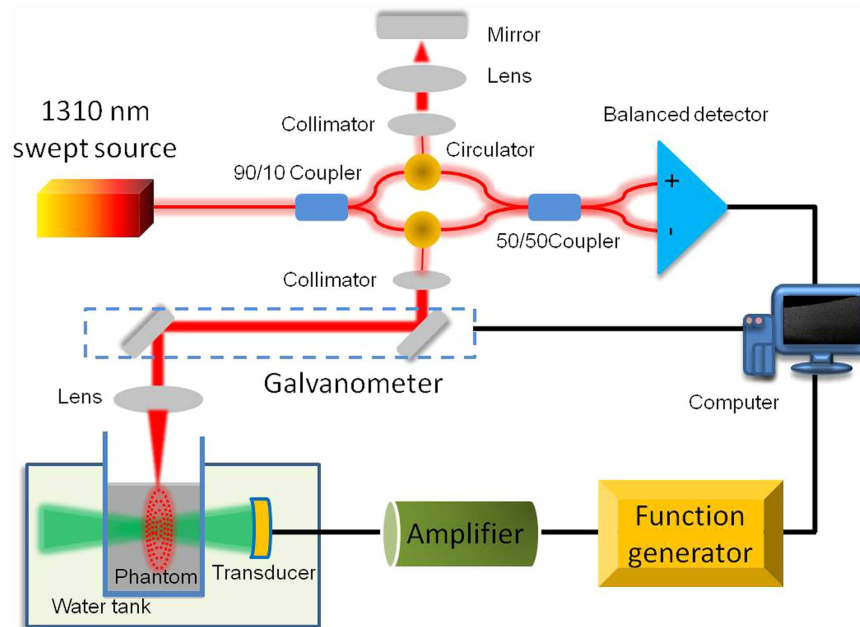 Mirror
Lens
1310 nm
swept source
Collimator
Balanced detector
Circulator
90/10 Coupler
+
-
50/50Coupler
Collimator
Galvanometer
Lens
Computer
Amplifier
Function
generator
Phantom
Transducer
Water tank